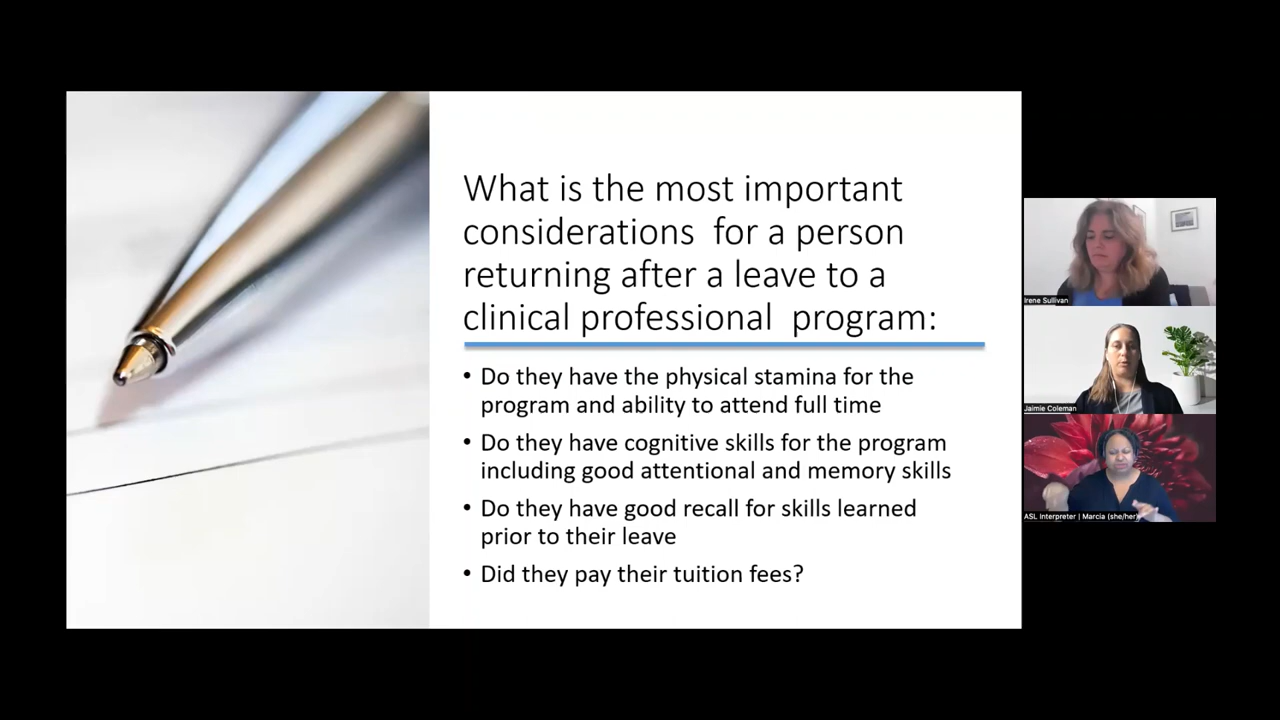 What is the most important
considerations  for a person
returning after a leave to a
clinical professional  program:
• Do they have the physical stamina for the
program and ability to attend full time
• Do they have cognitive skills for the program
including good attentional and memory skills
• Do they have good recall for skills learned
prior to their leave
• Did they pay their tuition fees?
Irene Sullivan
Jaimie Coleman
ASL Interpreter | Marcia (she/her)